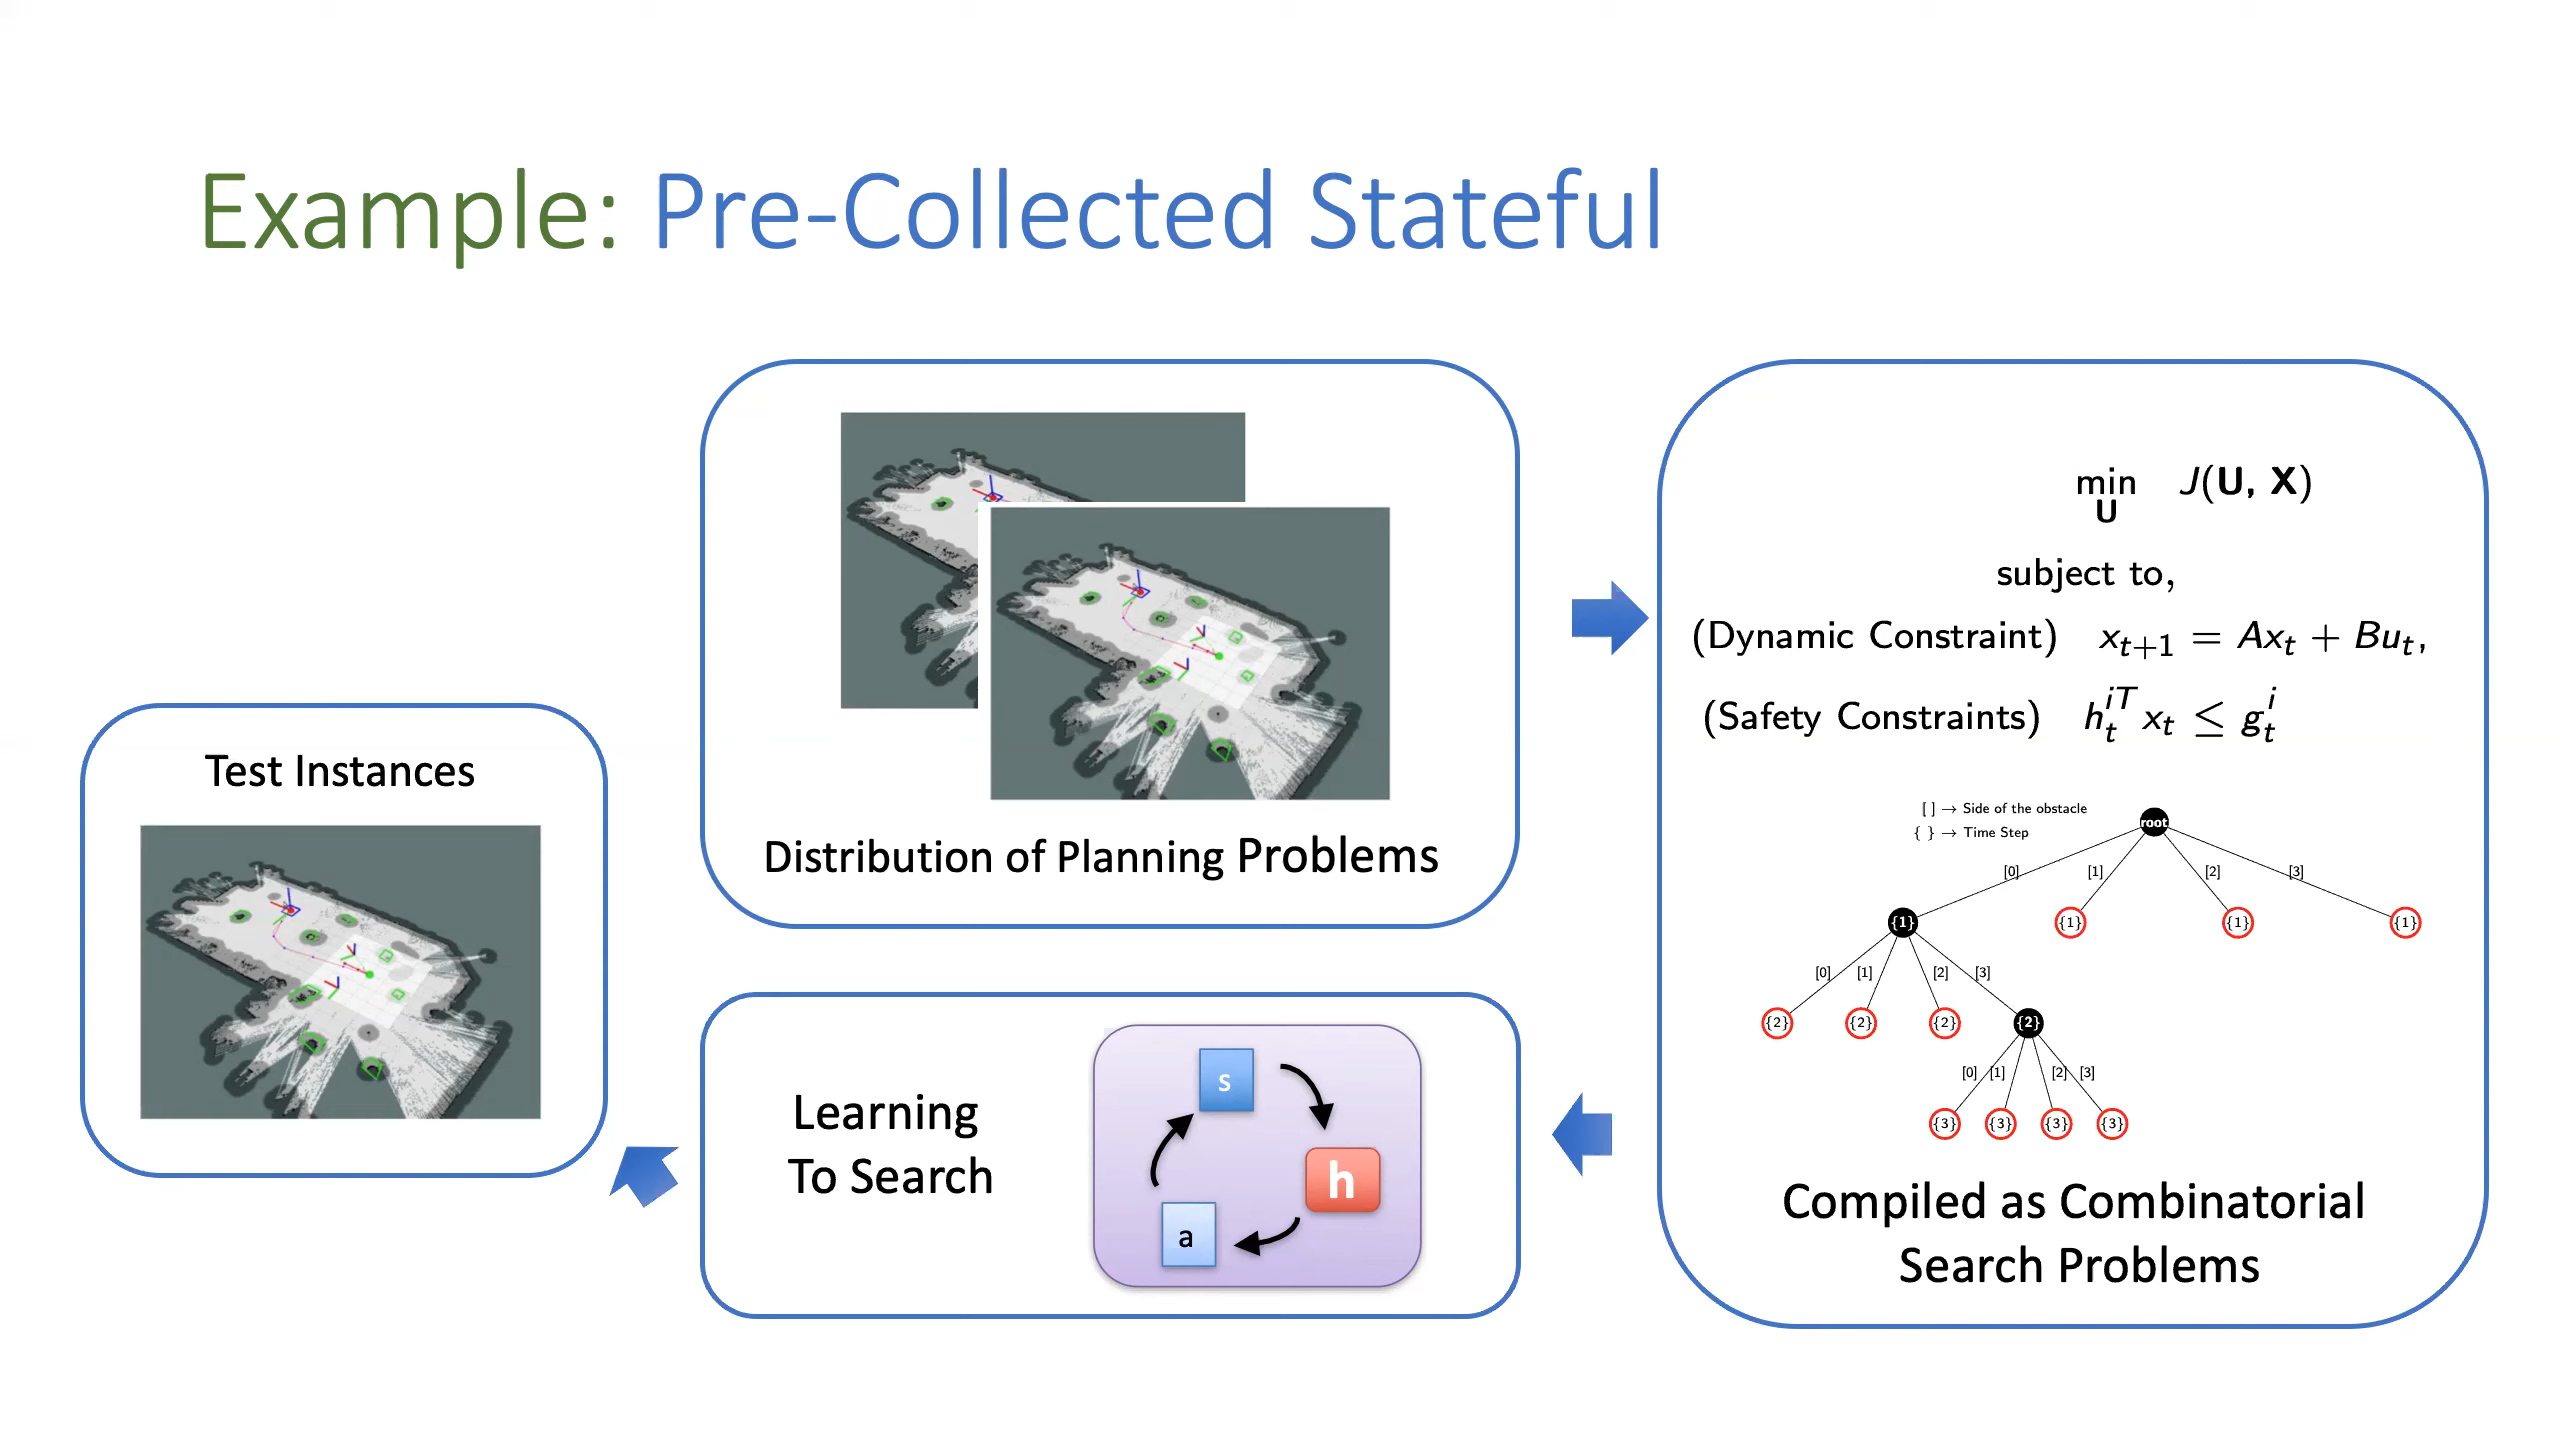 Example: Pre-Collected Stateful
Distribution of Planning Problems
min J(U, X)
U
subject to,
(Dynamic Constraint) x_{t+1} = Ax_t + Bu_t,
(Safety Constraints) h_t^{iT} x_t ≤ g_t^i
[ ] → Side of the obstacle
{ } → Time Step
root
[0] [1] [2] [3]
{1} {1} {1} {1}
[0] [1] [2] [3]
{2} {2} {2} {2}
[0] [1] [2] [3]
{3} {3} {3} {3}
Compiled as Combinatorial
Search Problems
Learning
To Search
s
h
a
Test Instances